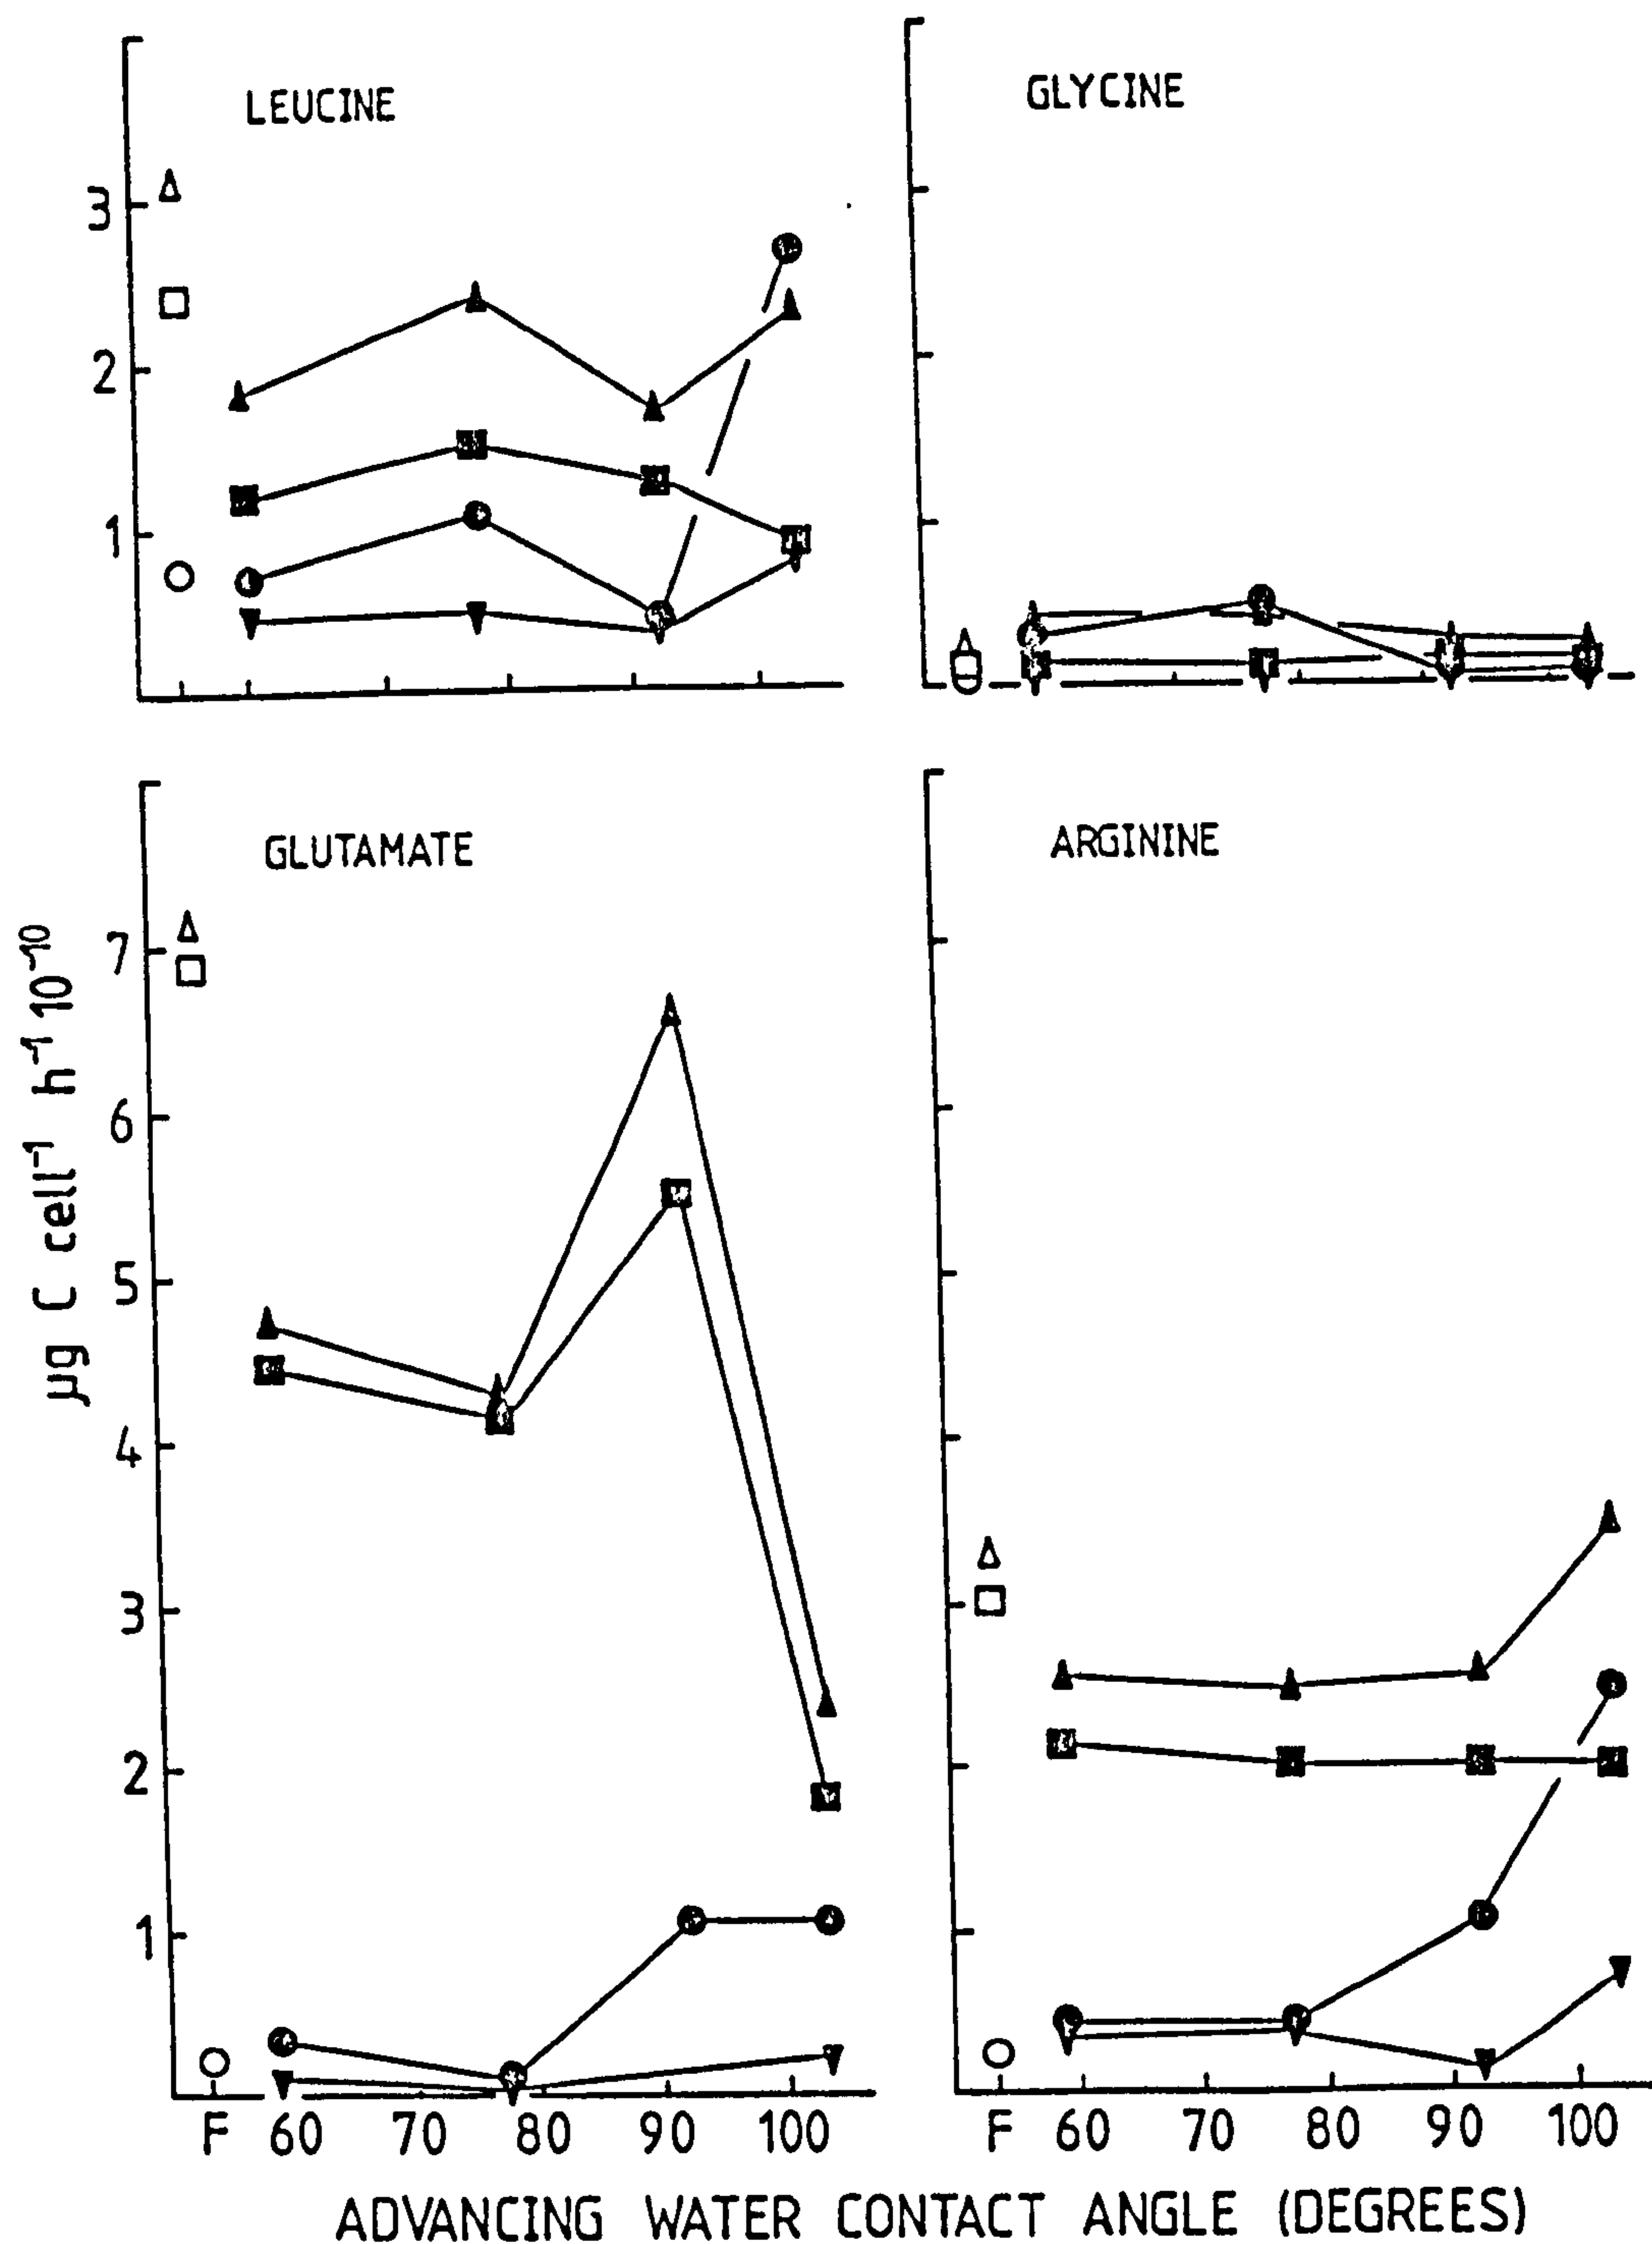 LEUCINE
GLYCINE
3
2
1
GLUTAMATE
ARGININE
7
6
5
4
3
2
1
µg C cell⁻¹ h⁻¹ 10⁻¹⁰
F 60 70 80 90 100
F 60 70 80 90 100
ADVANCING WATER CONTACT ANGLE (DEGREES)